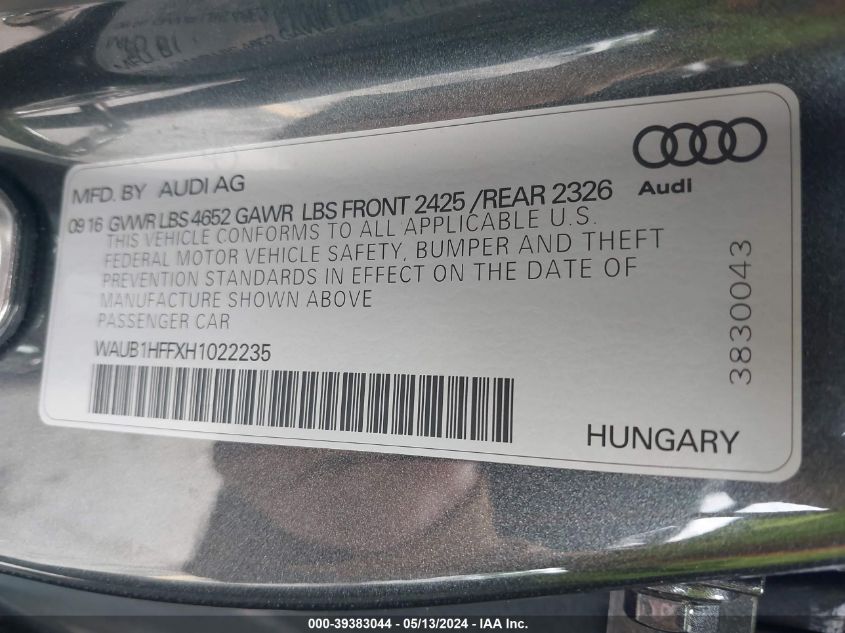 MFD. BY AUDI AG
Audi
09 16 GVWR LBS 4652 GAWR LBS FRONT 2425 /REAR 2326
THIS VEHICLE CONFORMS TO ALL APPLICABLE U.S.
FEDERAL MOTOR VEHICLE SAFETY, BUMPER AND THEFT
PREVENTION STANDARDS IN EFFECT ON THE DATE OF
MANUFACTURE SHOWN ABOVE
PASSENGER CAR
WAUB1HFFXH1022235
3830043
HUNGARY
000-39383044 / 05/13/2024 - IAA Inc.